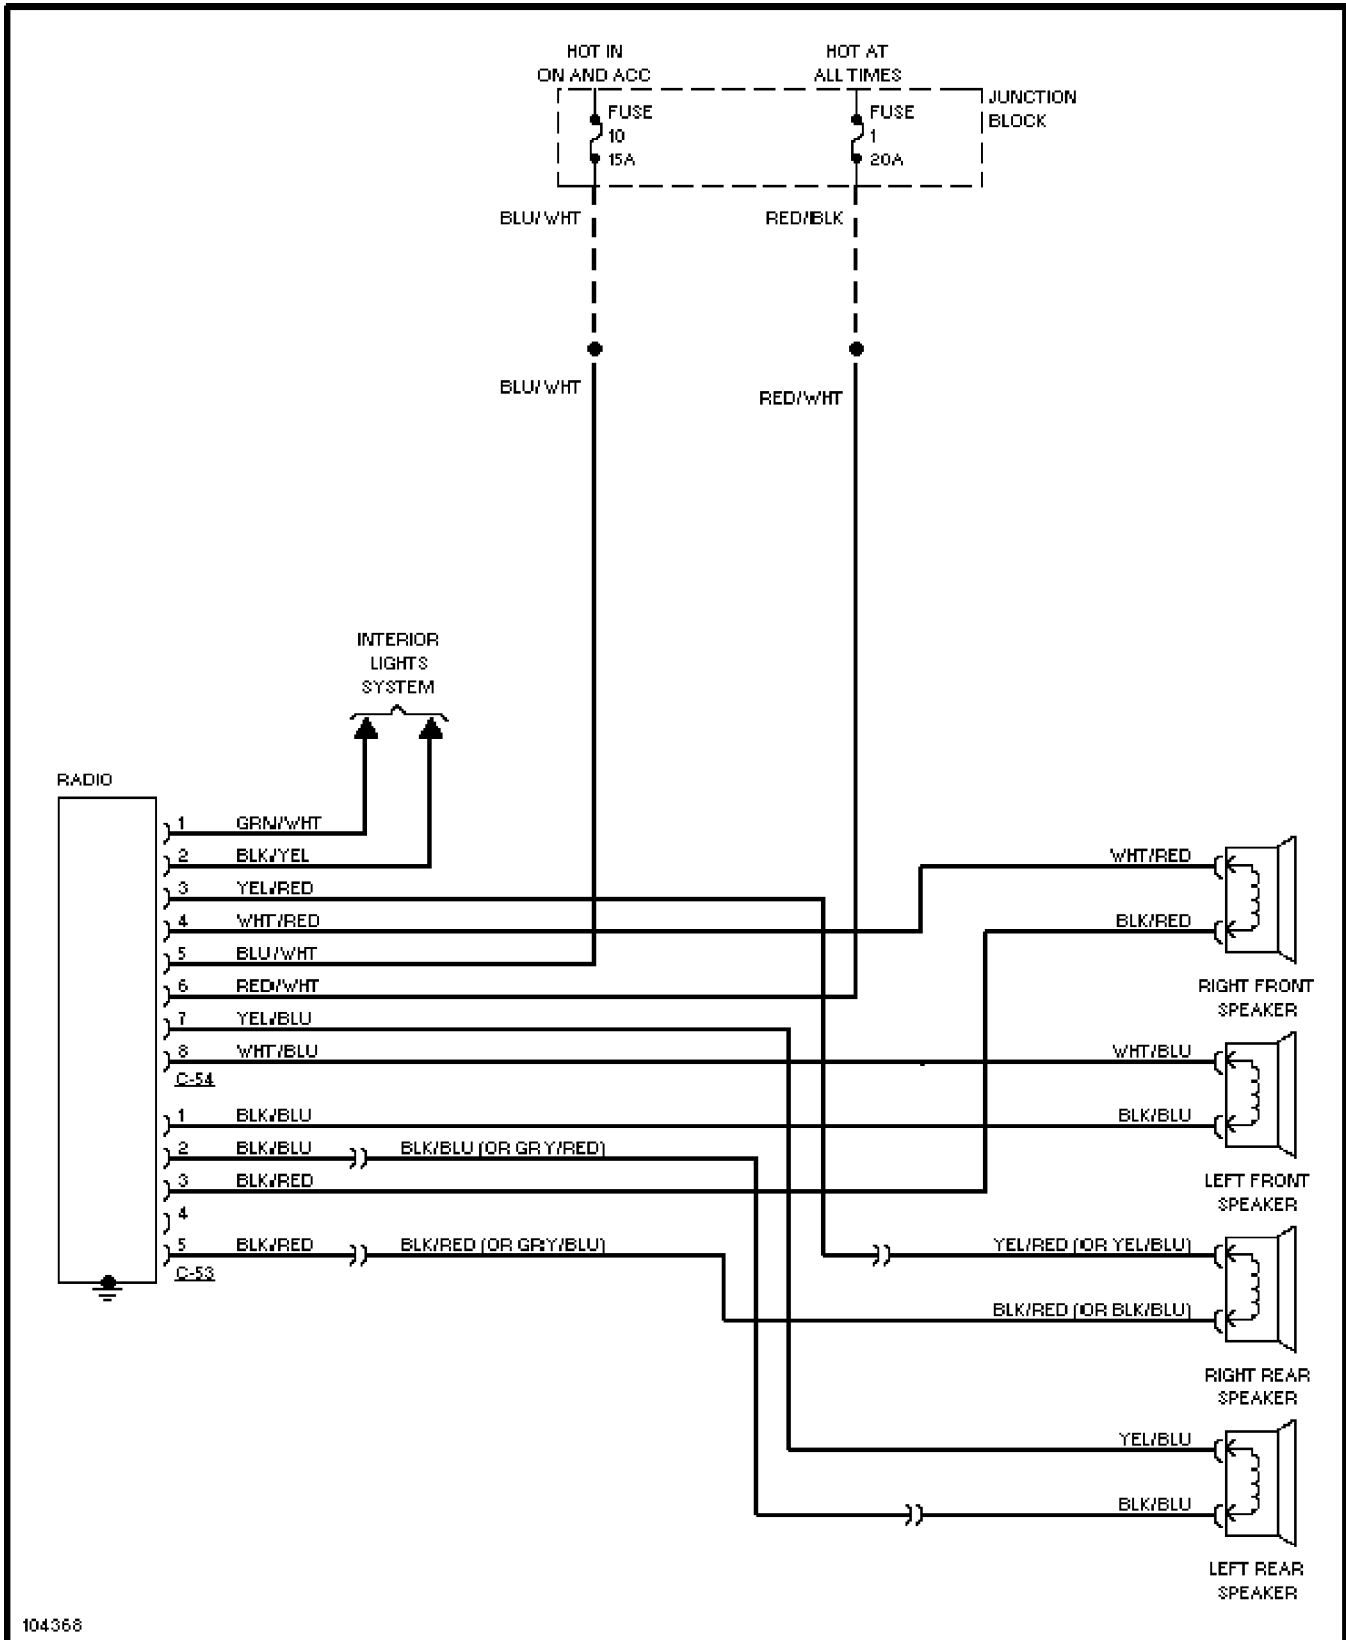 HOT IN
ON AND ACC
HOT AT
ALL TIMES
JUNCTION
BLOCK
FUSE
10
15A
FUSE
1
20A
BLU/WHT
RED/BLK
BLU/WHT
RED/WHT
INTERIOR
LIGHTS
SYSTEM
RADIO
1 GRN/WHT
2 BLK/YEL
3 YEL/RED
4 WHT/RED
5 BLU/WHT
6 RED/WHT
7 YEL/BLU
8 WHT/BLU
C-54
1 BLK/BLU
2 BLK/BLU BLK/BLU (OR GRY/RED)
3 BLK/RED
4
5 BLK/RED BLK/RED (OR GRY/BLU)
C-53
WHT/RED
BLK/RED
RIGHT FRONT
SPEAKER
WHT/BLU
BLK/BLU
LEFT FRONT
SPEAKER
YEL/RED (OR YEL/BLU)
BLK/RED (OR BLK/BLU)
RIGHT REAR
SPEAKER
YEL/BLU
BLK/BLU
LEFT REAR
SPEAKER
104368